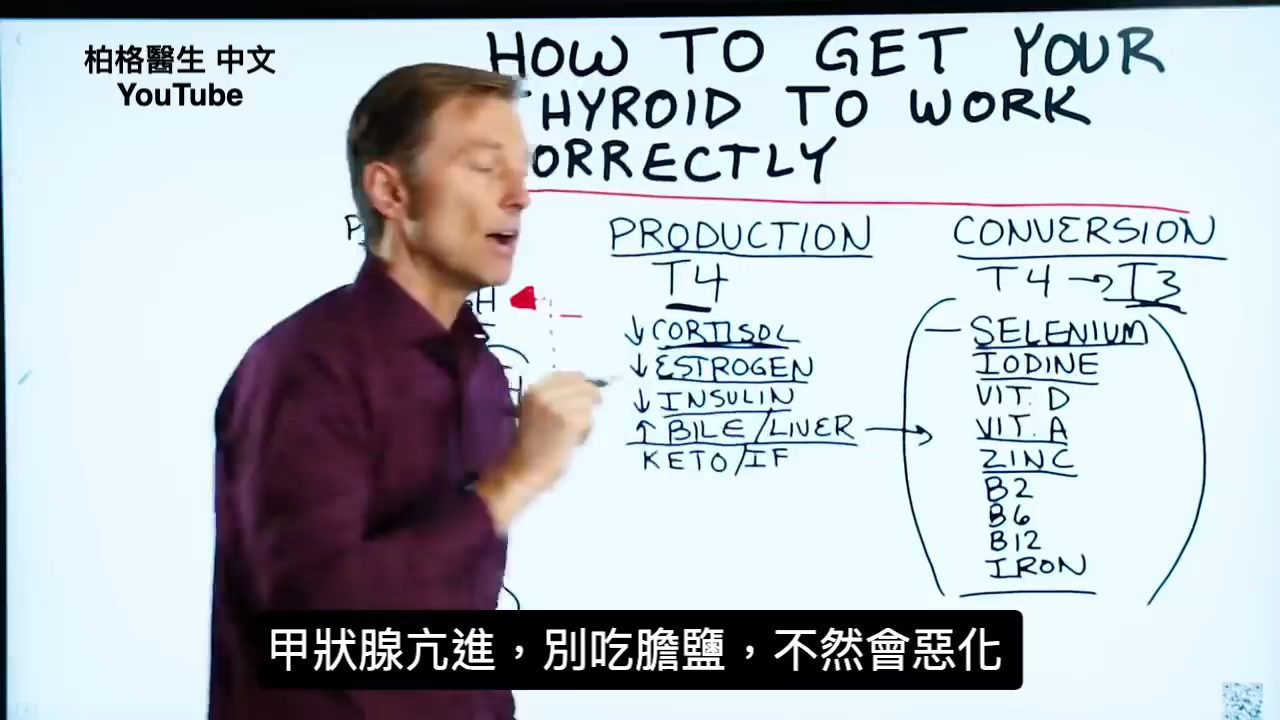 柏格醫生 中文
YouTube
HOW TO GET YOUR
THYROID TO WORK
ORRECTLY
P
H
H
PRODUCTION
T4
↓ CORTISOL
↓ ESTROGEN
↓ INSULIN
↑ BILE/LIVER →
KETO/IF
CONVERSION
T4 → T3
— SELENIUM
IODINE
VIT. D
VIT. A
ZINC
B2
B6
B12
IRON
甲狀腺亢進，別吃膽鹽，不然會惡化